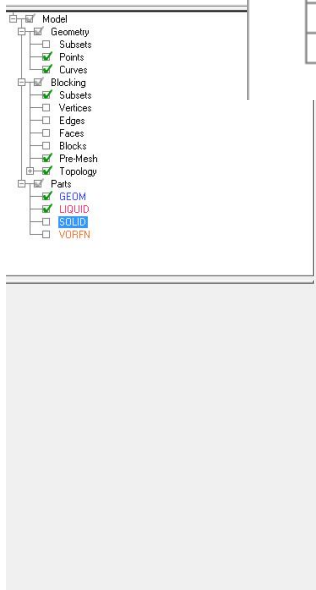 Model
Geometry
Subsets
Points
Curves
Blocking
Subsets
Vertices
Edges
Faces
Blocks
Pre-Mesh
Topology
Parts
GEOM
LIQUID
SOLID
VORFN